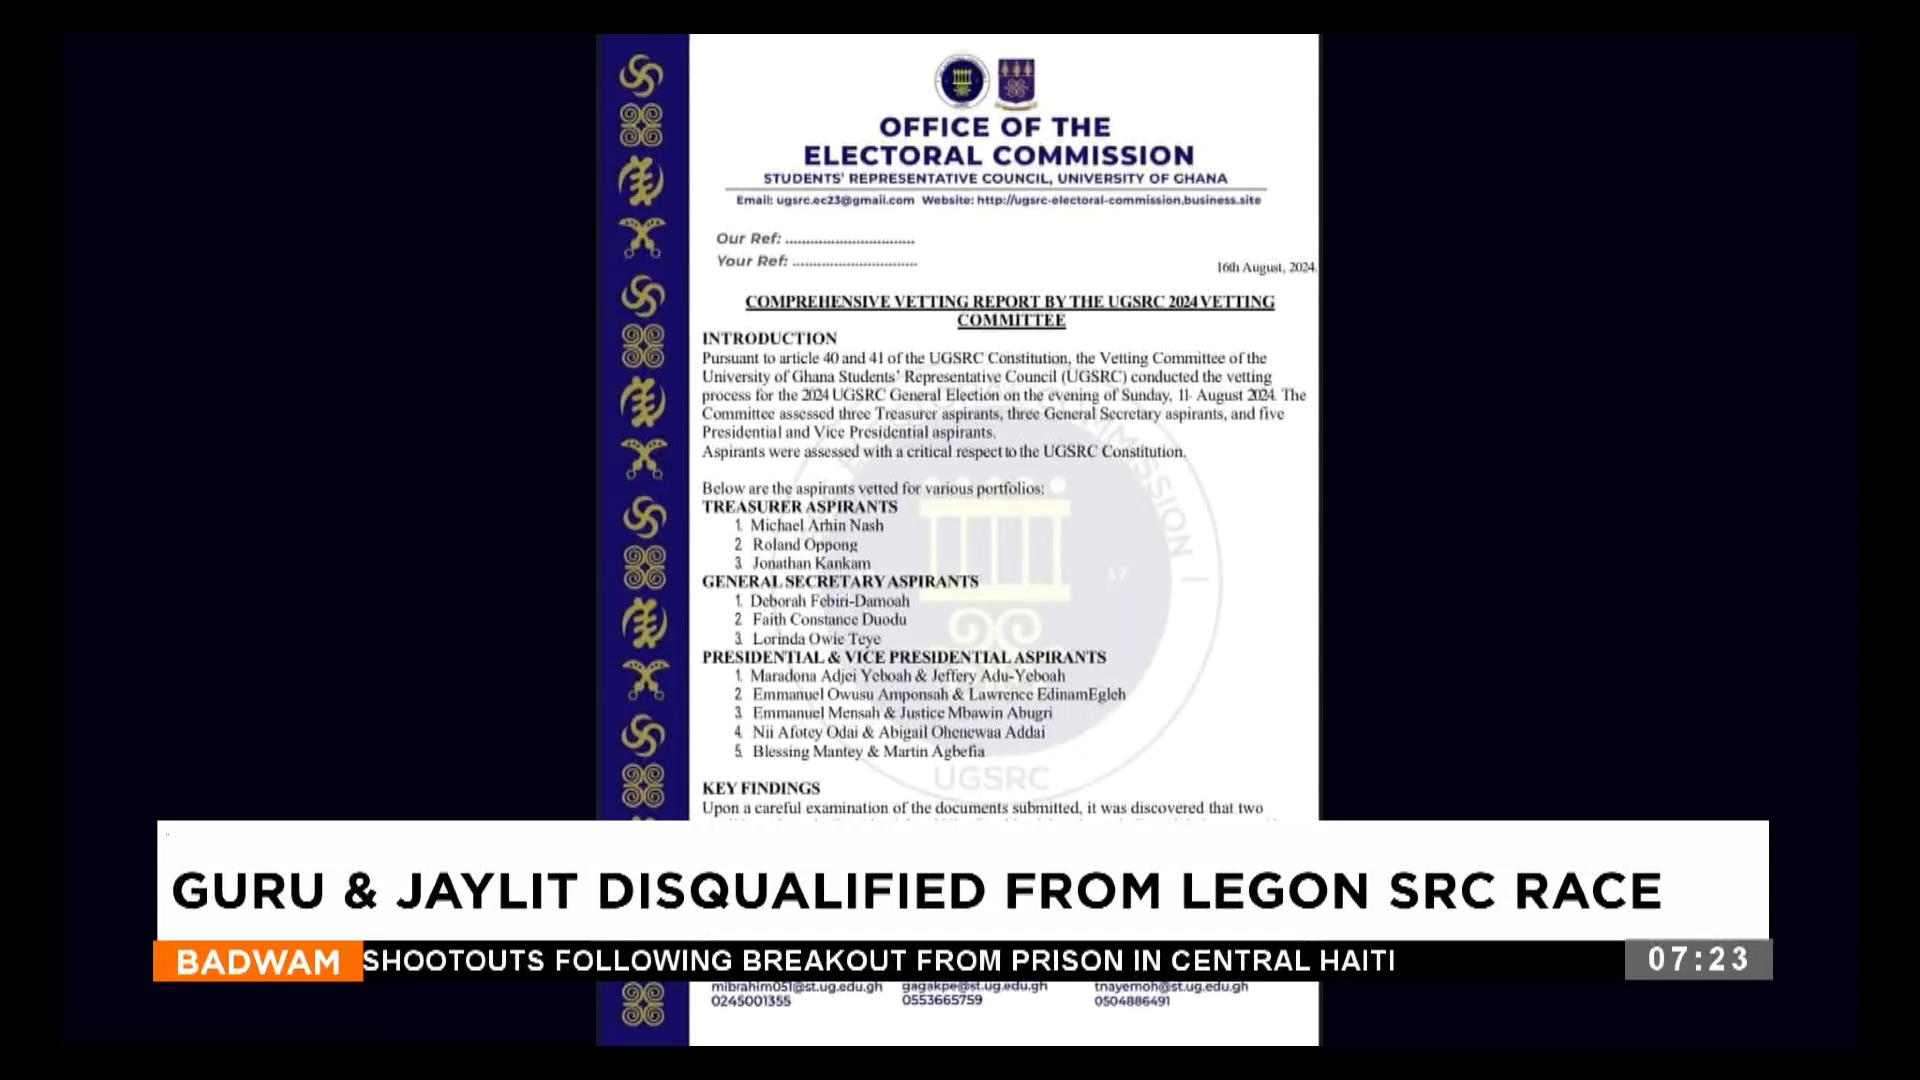 OFFICE OF THE
ELECTORAL COMMISSION
STUDENTS' REPRESENTATIVE COUNCIL, UNIVERSITY OF GHANA
Email: ugsrc.ec23@gmail.com Website: http://ugsrc-electoral-commission.business.site
Our Ref: ...............................
Your Ref: ..............................
16th August, 2024.
COMPREHENSIVE VETTING REPORT BY THE UGSRC 2024 VETTING
COMMITTEE
INTRODUCTION
Pursuant to article 40 and 41 of the UGSRC Constitution, the Vetting Committee of the
University of Ghana Students' Representative Council (UGSRC) conducted the vetting
process for the 2024 UGSRC General Election on the evening of Sunday, 11 August 2024. The
Committee assessed three Treasurer aspirants, three General Secretary aspirants, and five
Presidential and Vice Presidential aspirants.
Aspirants were assessed with a critical respect to the UGSRC Constitution.
Below are the aspirants vetted for various portfolios:
TREASURER ASPIRANTS
1. Michael Arhin Nash
2. Roland Oppong
3. Jonathan Kankam
GENERAL SECRETARY ASPIRANTS
1. Deborah Febiri-Damoah
2. Faith Constance Duodu
3. Lorinda Owie Teye
PRESIDENTIAL & VICE PRESIDENTIAL ASPIRANTS
1. Maradona Adjei Yeboah & Jeffery Adu-Yeboah
2. Emmanuel Owusu Amponsah & Lawrence EdinamEgleh
3. Emmanuel Mensah & Justice Mbawin Abugri
4. Nii Afotey Odai & Abigail Ohenewaa Addai
5. Blessing Mantey & Martin Agbefia
UGSRC
KEY FINDINGS
Upon a careful examination of the documents submitted, it was discovered that two
GURU & JAYLIT DISQUALIFIED FROM LEGON SRC RACE
BADWAM SHOOTOUTS FOLLOWING BREAKOUT FROM PRISON IN CENTRAL HAITI 07:23
mibrahim051@st.ug.edu.gh gagakpe@st.ug.edu.gh tnayemoh@st.ug.edu.gh
0245001355 0553665759 0504886491